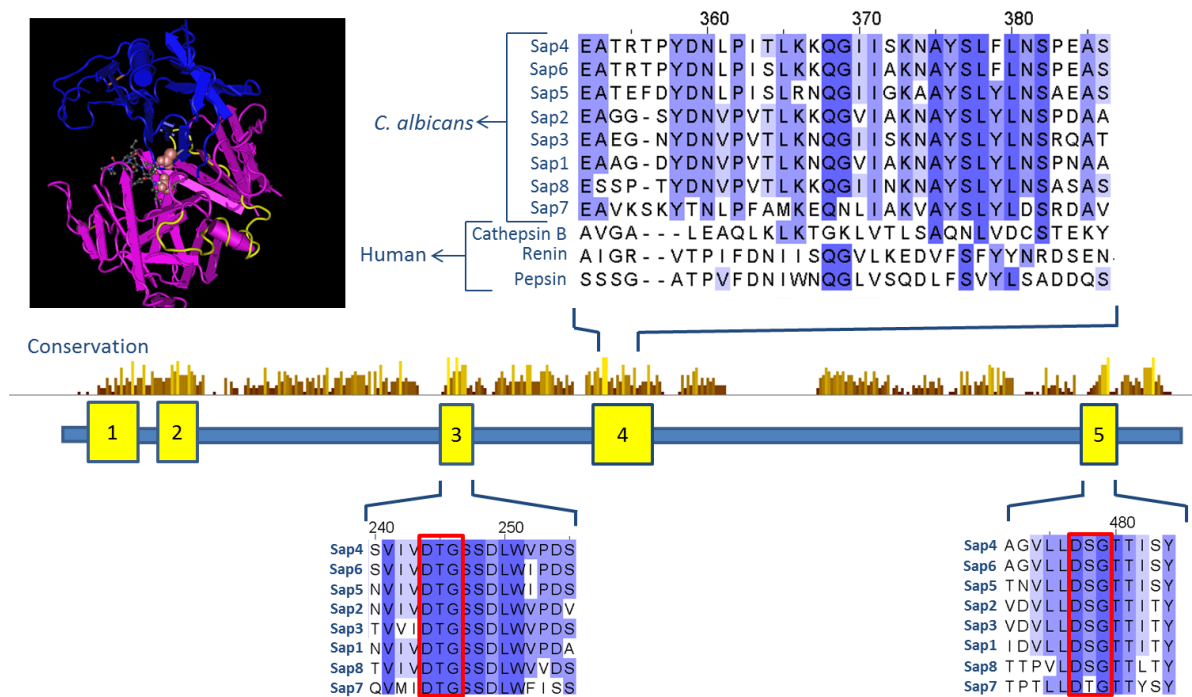 360 370 380
Sap4 EATRTPYDNLPITLKKQGIISKNAYSLFLNSPEAS
Sap6 EATRTPYDNLPISLKKQGIIAKNAYSLFLNSPEAS
Sap5 EATEFDYDNLPISLRNQGIIGKAAYSLYLNSAEAS
C. albicans Sap2 EAGG-SYDNVPVTLKKQGVIAKNAYSLYLNSPDAA
Sap3 EAEG-NYDNVPVTLKKQGIISKNAYSLYLNSRQAT
Sap1 EAAG-DYDNVPVTLKNQGVIAKNAYSLYLNSPNAA
Sap8 ESSPT-YDNVPVTLKKQGIINKNAYSLYLNSASAS
Sap7 EAVKSKYTNLPFAMKEQNLIAKVAYSLYLDSRDAV
Cathepsin B AVGA---LEAQLKLKTGKLVTLSAQNLVDCSTEKY
Human Renin AIGR--VTPIFDNIISQGVLKEDVFSFYYNRDSEN-
Pepsin SSSG--ATPVFDNIWNQGLVSQDLFSVYLSADDQS
Conservation
1 2 3 4 5
240 250
Sap4 SVIVDTGSSDLWVPDS
Sap6 SVIVDTGSSDLWIPDS
Sap5 NVIVDTGSSDLWIPDS
Sap2 NVIVDTGSSDLWVPDV
Sap3 TVVIDTGSSDLWVPDS
Sap1 NVIVDTGSSDLWVPDA
Sap8 TVIVDTGSSDLWVVDS
Sap7 QVMIDTGSSDLWFISS
480
Sap4 AGVLLDSGTTISY
Sap6 AGVLLDSGTTISY
Sap5 TNVLLDSGTTISY
Sap2 VDVLLDSGTTITY
Sap3 VDVLLDSGTTITY
Sap1 IDVLLDSGTTITY
Sap8 TTPVLDSGTTLTY
Sap7 TPTLLDTGTTYSY